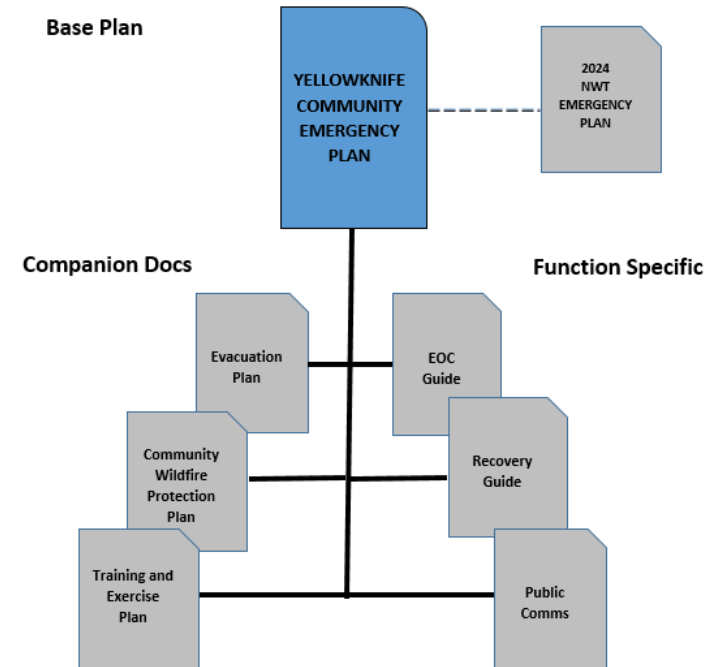 Base Plan
YELLOWKNIFE
COMMUNITY
EMERGENCY
PLAN
2024
NWT
EMERGENCY
PLAN
Companion Docs
Function Specific
Evacuation
Plan
EOC
Guide
Community
Wildfire
Protection
Plan
Recovery
Guide
Training and
Exercise
Plan
Public
Comms